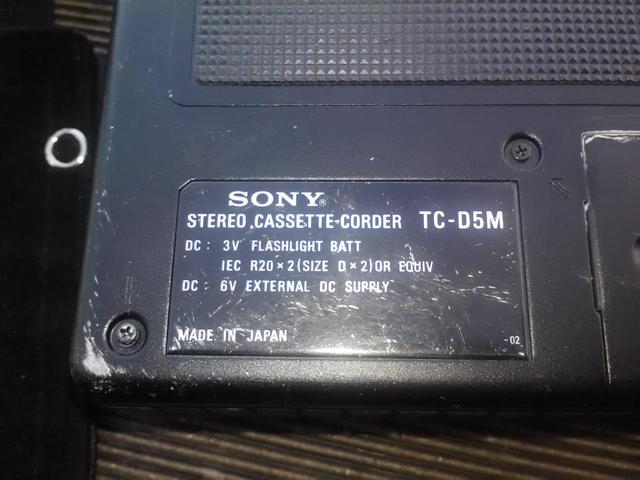 SONY®
STEREO CASSETTE-CORDER TC-D5M
DC: 3V FLASHLIGHT BATT
IEC R20×2(SIZE D×2)OR EQUIV
DC: 6V EXTERNAL DC SUPPLY
MADE IN JAPAN
-02